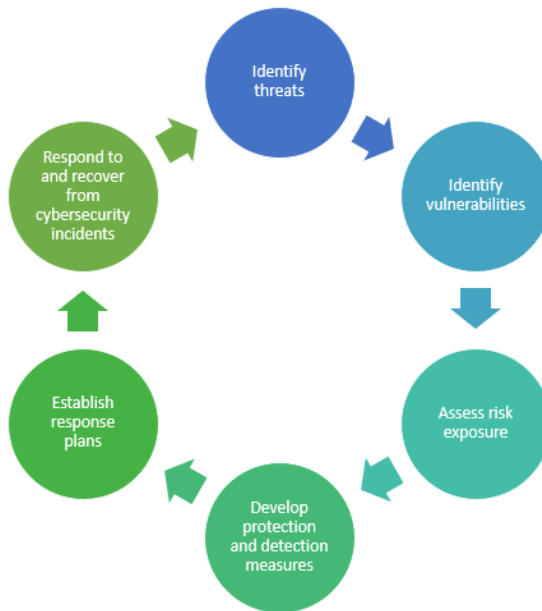 Identify
threats
Identify
vulnerabilities
Assess risk
exposure
Develop
protection
and detection
measures
Establish
response
plans
Respond to
and recover
from
cybersecurity
incidents